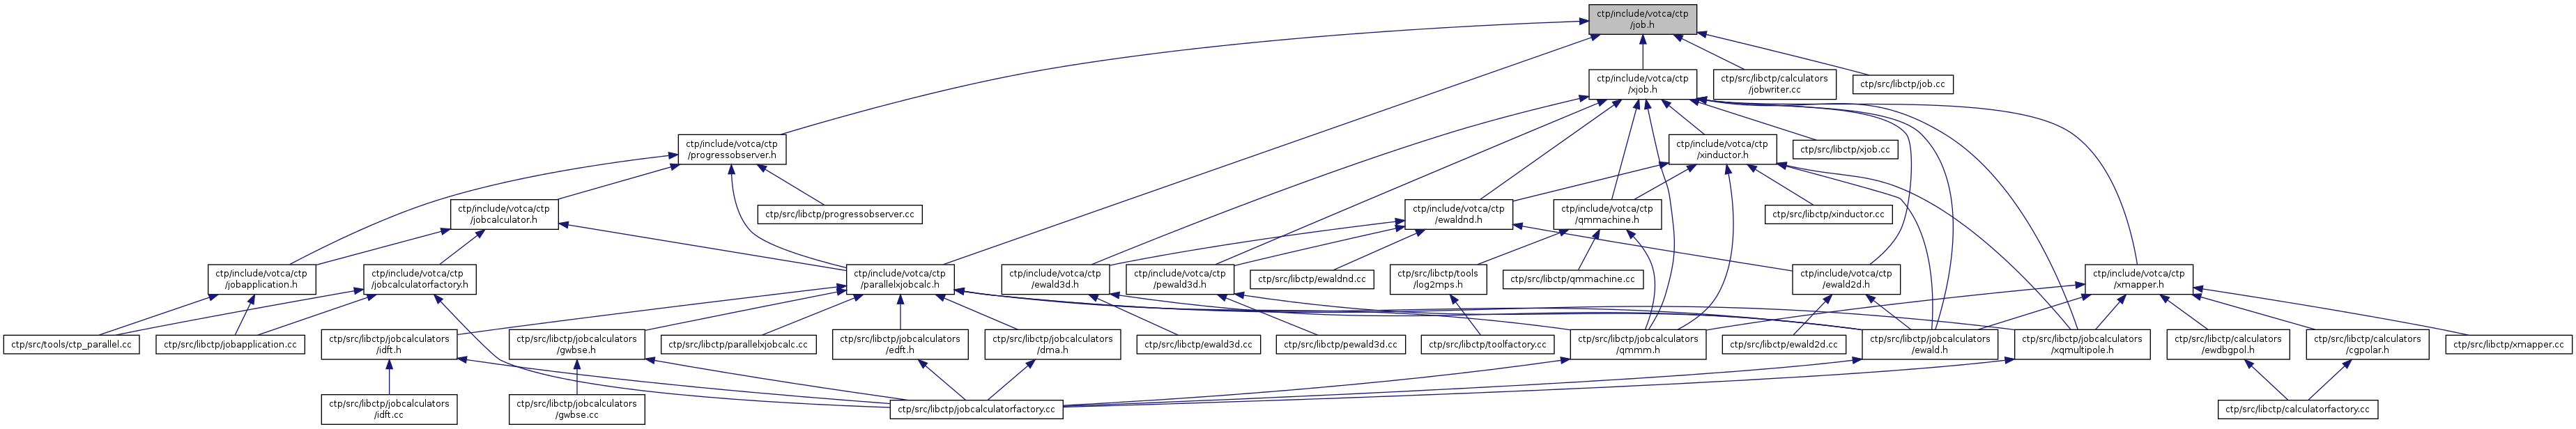 ctp/include/votca/ctp
/job.h
ctp/include/votca/ctp
/xjob.h
ctp/src/libctp/calculators
/jobwriter.cc
ctp/src/libctp/job.cc
ctp/include/votca/ctp
/progressobserver.h
ctp/include/votca/ctp
/xinductor.h
ctp/src/libctp/xjob.cc
ctp/include/votca/ctp
/jobcalculator.h
ctp/src/libctp/progressobserver.cc
ctp/include/votca/ctp
/ewaldnd.h
ctp/include/votca/ctp
/qmmachine.h
ctp/src/libctp/xinductor.cc
ctp/include/votca/ctp
/jobapplication.h
ctp/include/votca/ctp
/jobcalculatorfactory.h
ctp/include/votca/ctp
/parallelxjobcalc.h
ctp/include/votca/ctp
/ewald3d.h
ctp/include/votca/ctp
/pewald3d.h
ctp/src/libctp/ewaldnd.cc
ctp/src/libctp/tools
/log2mps.h
ctp/src/libctp/qmmachine.cc
ctp/include/votca/ctp
/ewald2d.h
ctp/include/votca/ctp
/xmapper.h
ctp/src/tools/ctp_parallel.cc
ctp/src/libctp/jobapplication.cc
ctp/src/libctp/jobcalculators
/idft.h
ctp/src/libctp/jobcalculators
/gwbse.h
ctp/src/libctp/parallelxjobcalc.cc
ctp/src/libctp/jobcalculators
/edft.h
ctp/src/libctp/jobcalculators
/dma.h
ctp/src/libctp/ewald3d.cc
ctp/src/libctp/pewald3d.cc
ctp/src/libctp/toolfactory.cc
ctp/src/libctp/jobcalculators
/qmmm.h
ctp/src/libctp/ewald2d.cc
ctp/src/libctp/jobcalculators
/ewald.h
ctp/src/libctp/jobcalculators
/xqmultipole.h
ctp/src/libctp/calculators
/ewdbgpol.h
ctp/src/libctp/calculators
/cgpolar.h
ctp/src/libctp/xmapper.cc
ctp/src/libctp/jobcalculators
/idft.cc
ctp/src/libctp/jobcalculators
/gwbse.cc
ctp/src/libctp/jobcalculatorfactory.cc
ctp/src/libctp/calculatorfactory.cc